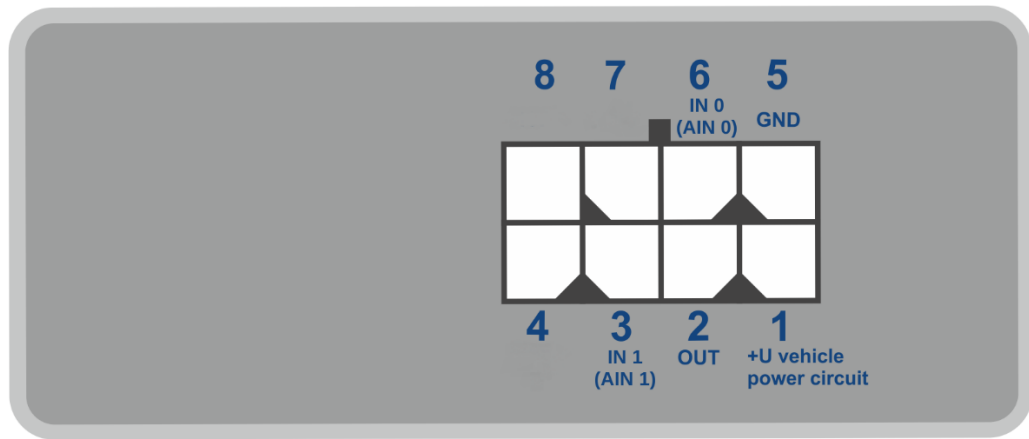 8 7 6 5
IN 0
(AIN 0)
GND
4 3 2 1
IN 1
(AIN 1)
OUT
+U vehicle
power circuit